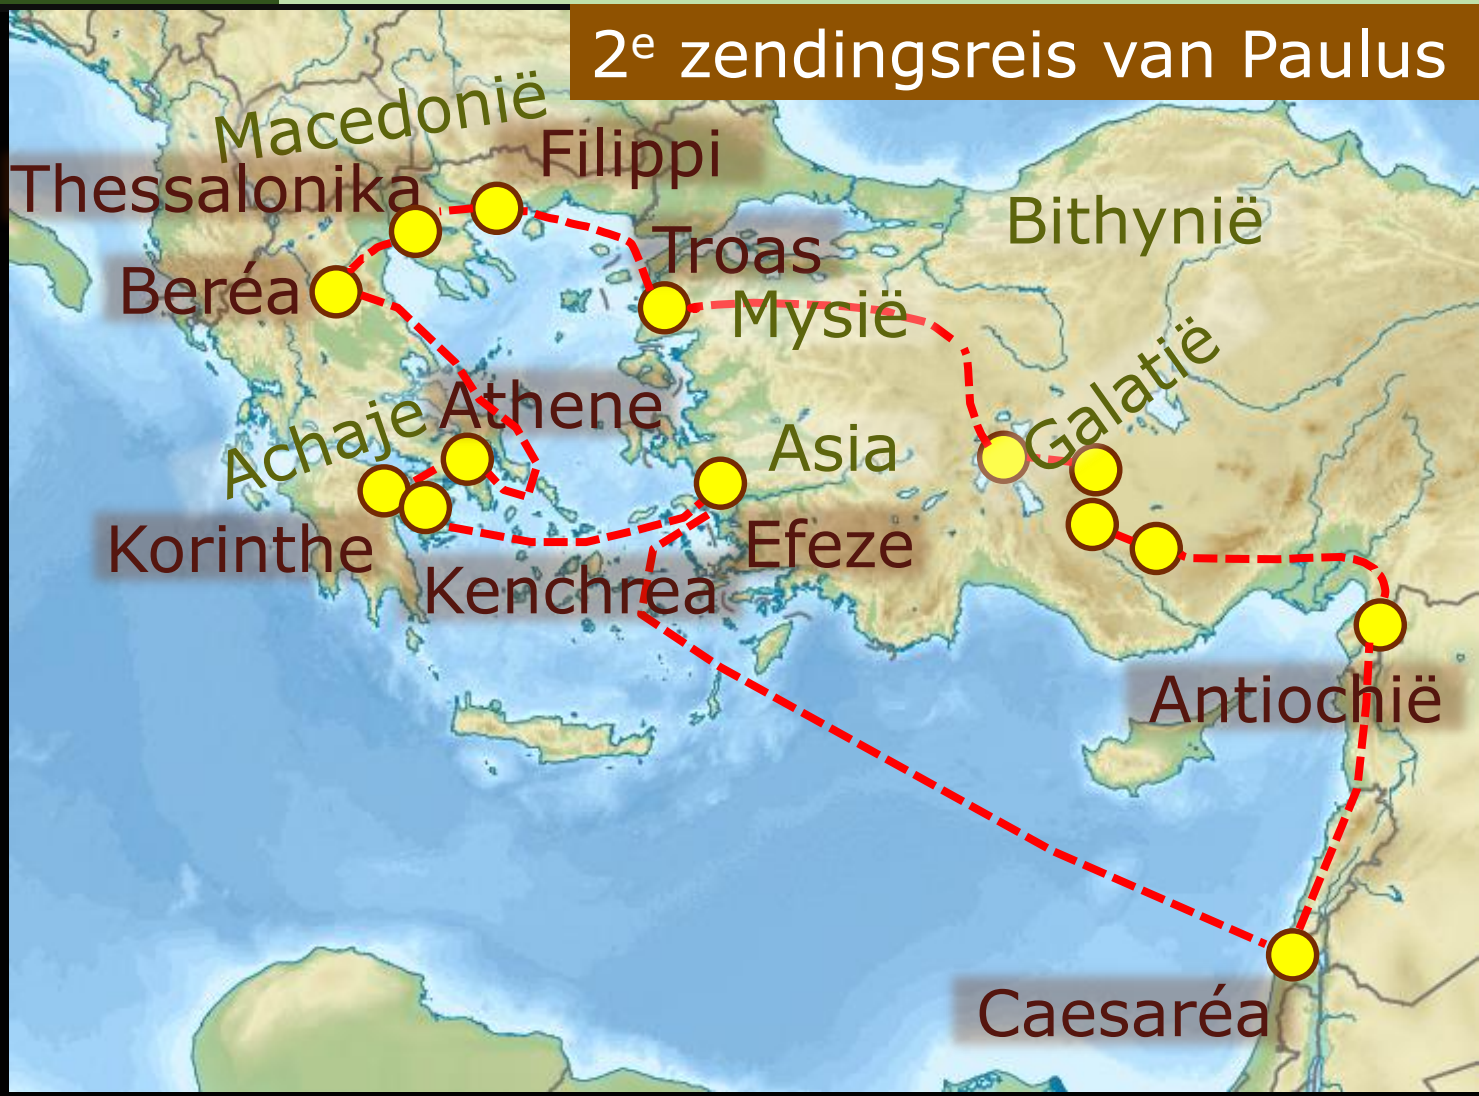 2e zendingsreis van Paulus
Macedonië
Filippi
Thessalonika
Troas
Bithynië
Beréa
Mysië
Galatië
Athene
Achaje
Asia
Korinthe
Efeze
Kenchrea
Antiochië
Caesaréa